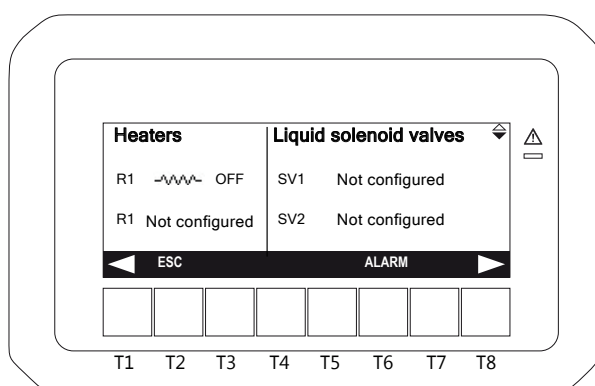 Heaters
Liquid solenoid valves
R1 OFF
SV1 Not configured
R1 Not configured
SV2 Not configured
ESC ALARM
T1 T2 T3 T4 T5 T6 T7 T8